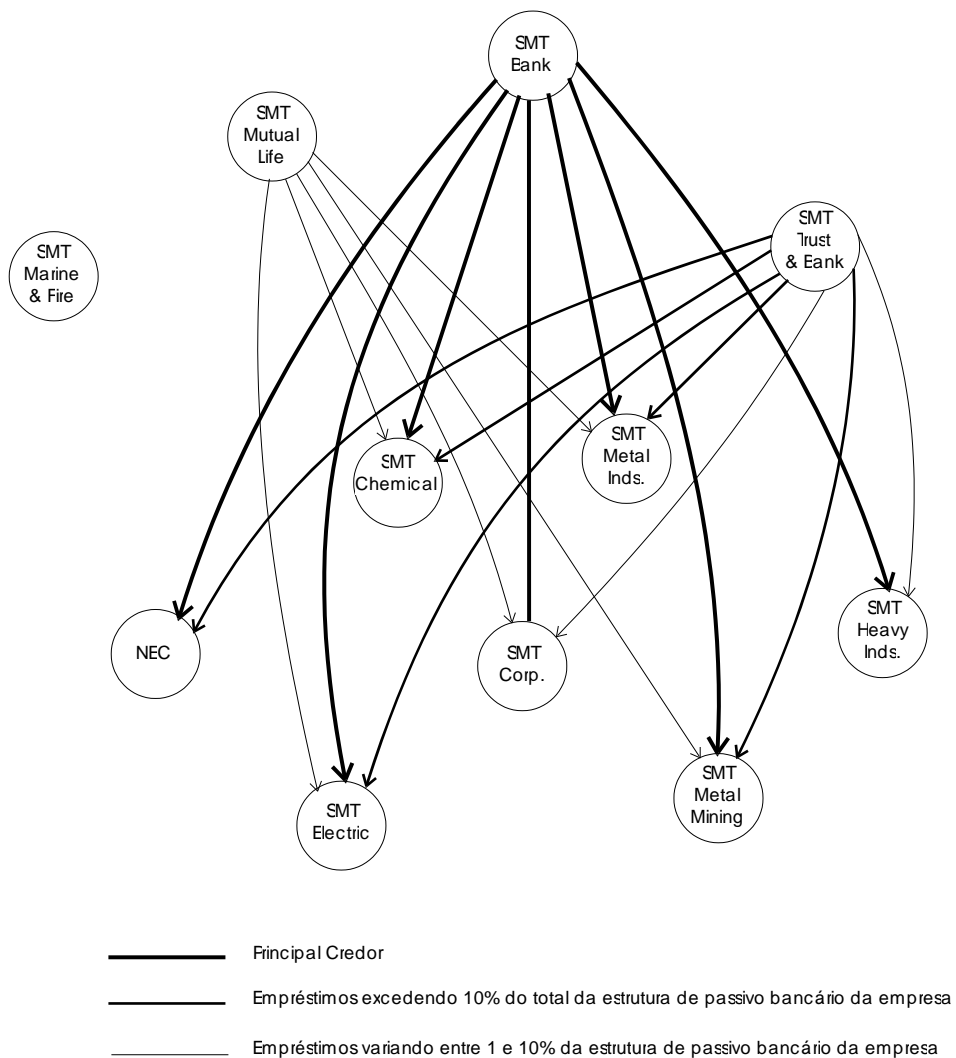 SMT
Bank
SMT
Mutual
Life
SMT
Trust
& Bank
SMT
Marine
& Fire
SMT
Metal
Inds.
SMT
Chemical
SMT
Heavy
Inds.
NEC
SMT
Corp.
SMT
Metal
Mining
SMT
Electric
Principal Credor
Empréstimos excedendo 10% do total da estrutura de passivo bancário da empresa
Empréstimos variando entre 1 e 10% da estrutura de passivo bancário da empresa